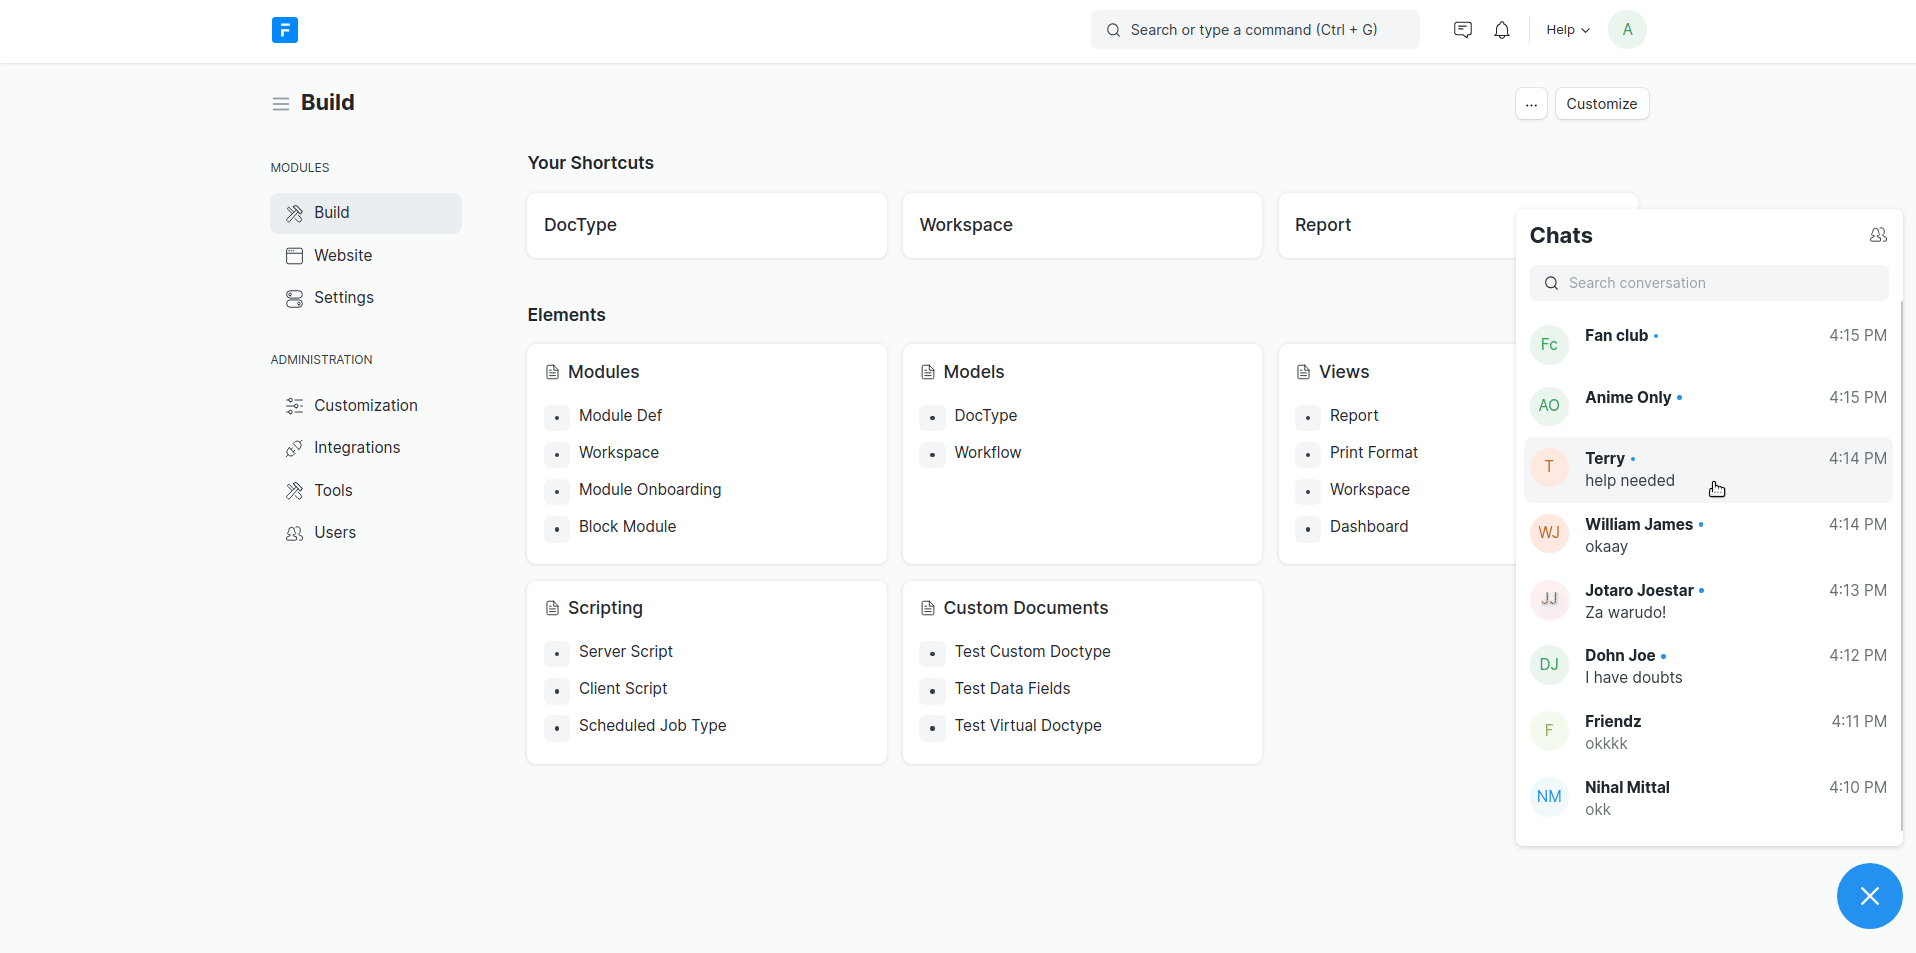 F
Search or type a command (Ctrl + G)
Help
A
Build
...
Customize
MODULES
Build
Website
Settings
ADMINISTRATION
Customization
Integrations
Tools
Users
Your Shortcuts
DocType
Workspace
Report
Elements
Modules
Module Def
Workspace
Module Onboarding
Block Module
Models
DocType
Workflow
Views
Report
Print Format
Workspace
Dashboard
Scripting
Server Script
Client Script
Scheduled Job Type
Custom Documents
Test Custom Doctype
Test Data Fields
Test Virtual Doctype
Chats
Search conversation
Fc
Fan club
4:15 PM
AO
Anime Only
4:15 PM
T
Terry
4:14 PM
help needed
WJ
William James
4:14 PM
okaay
JJ
Jotaro Joestar
4:13 PM
Za warudo!
DJ
Dohn Joe
4:12 PM
I have doubts
F
Friendz
4:11 PM
okkkk
NM
Nihal Mittal
4:10 PM
okk